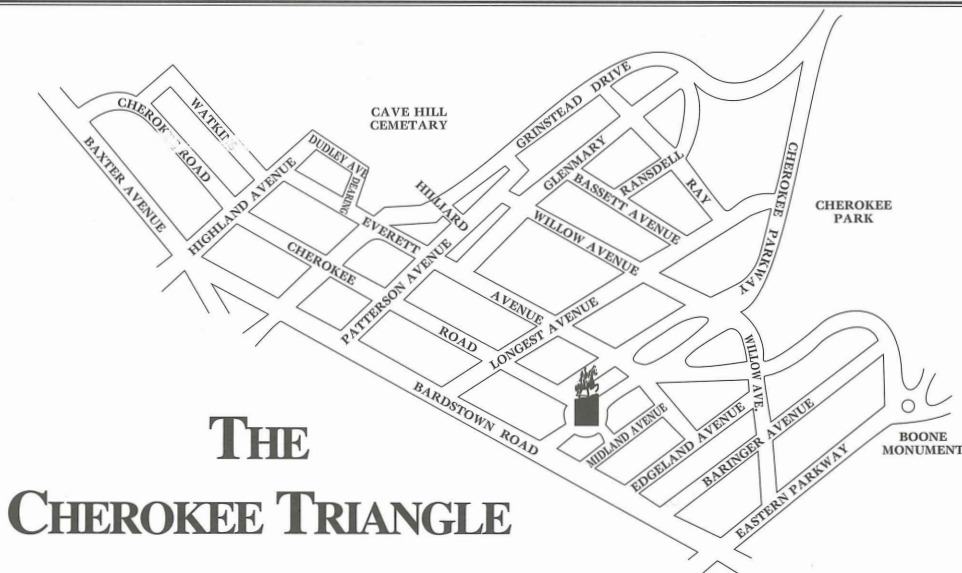 CAVE HILL
CEMETARY
GRINSTEAD DRIVE
CHEROKEE ROAD
WATKINS
BAXTER AVENUE
HIGHLAND AVENUE
DUDLEY AVE
DEARING
HILLIARD
EVERETT
AVENUE
GLENMARY
RANSDELL
BASSETT AVENUE
RAY
WILLOW AVENUE
CHEROKEE PARKWAY
CHEROKEE
PARK
CHEROKEE
ROAD
PATTERSON AVENUE
LONGEST AVENUE
BARDSTOWN ROAD
MIDLAND AVENUE
EDGELAND AVENUE
BARINGER AVENUE
WILLOW AVE.
EASTERN PARKWAY
BOONE
MONUMENT
THE
CHEROKEE TRIANGLE